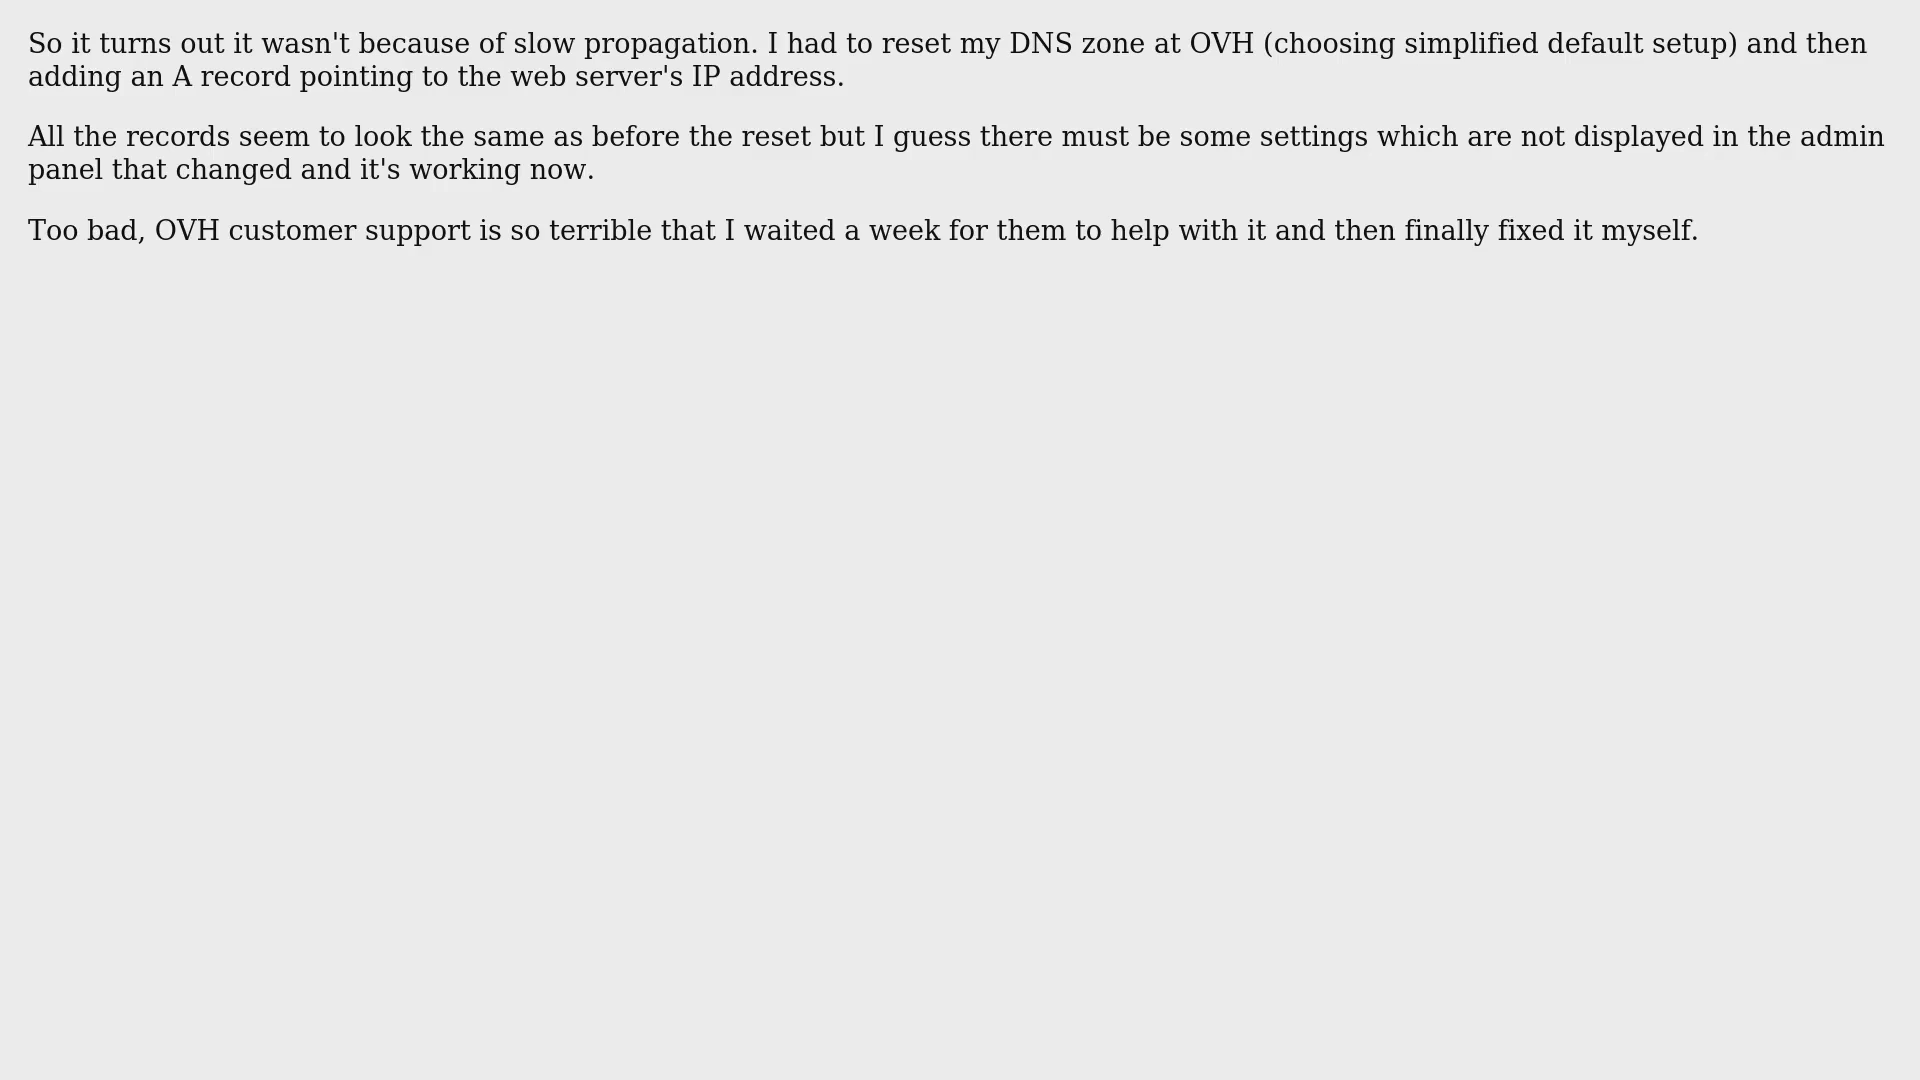 So it turns out it wasn't because of slow propagation. I had to reset my DNS zone at OVH (choosing simplified default setup) and then
adding an A record pointing to the web server's IP address.
All the records seem to look the same as before the reset but I guess there must be some settings which are not displayed in the admin
panel that changed and it's working now.
Too bad, OVH customer support is so terrible that I waited a week for them to help with it and then finally fixed it myself.